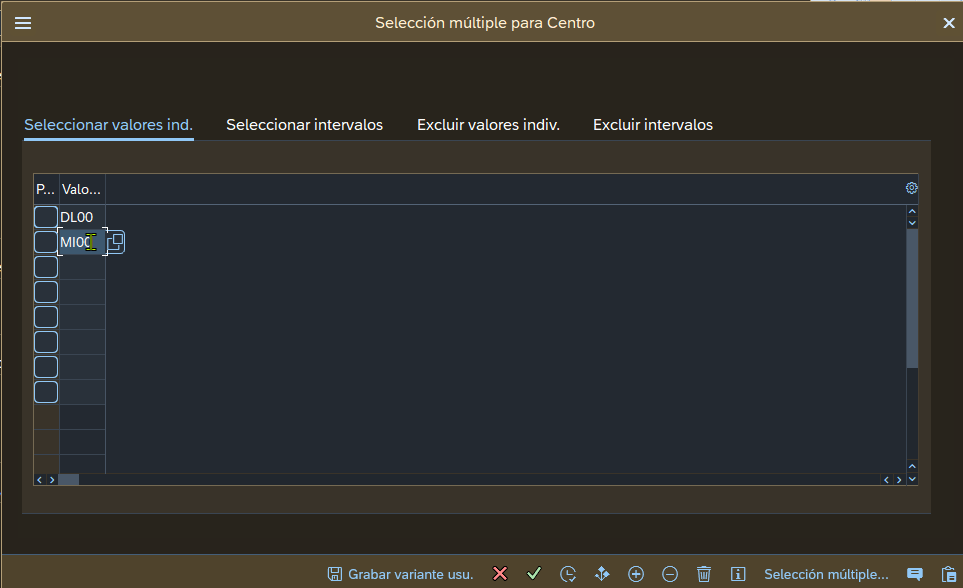 Selección múltiple para Centro
Seleccionar valores ind. Seleccionar intervalos Excluir valores indiv. Excluir intervalos
P... Valo...
DL00
MI00
Grabar variante usu. Selección múltiple...